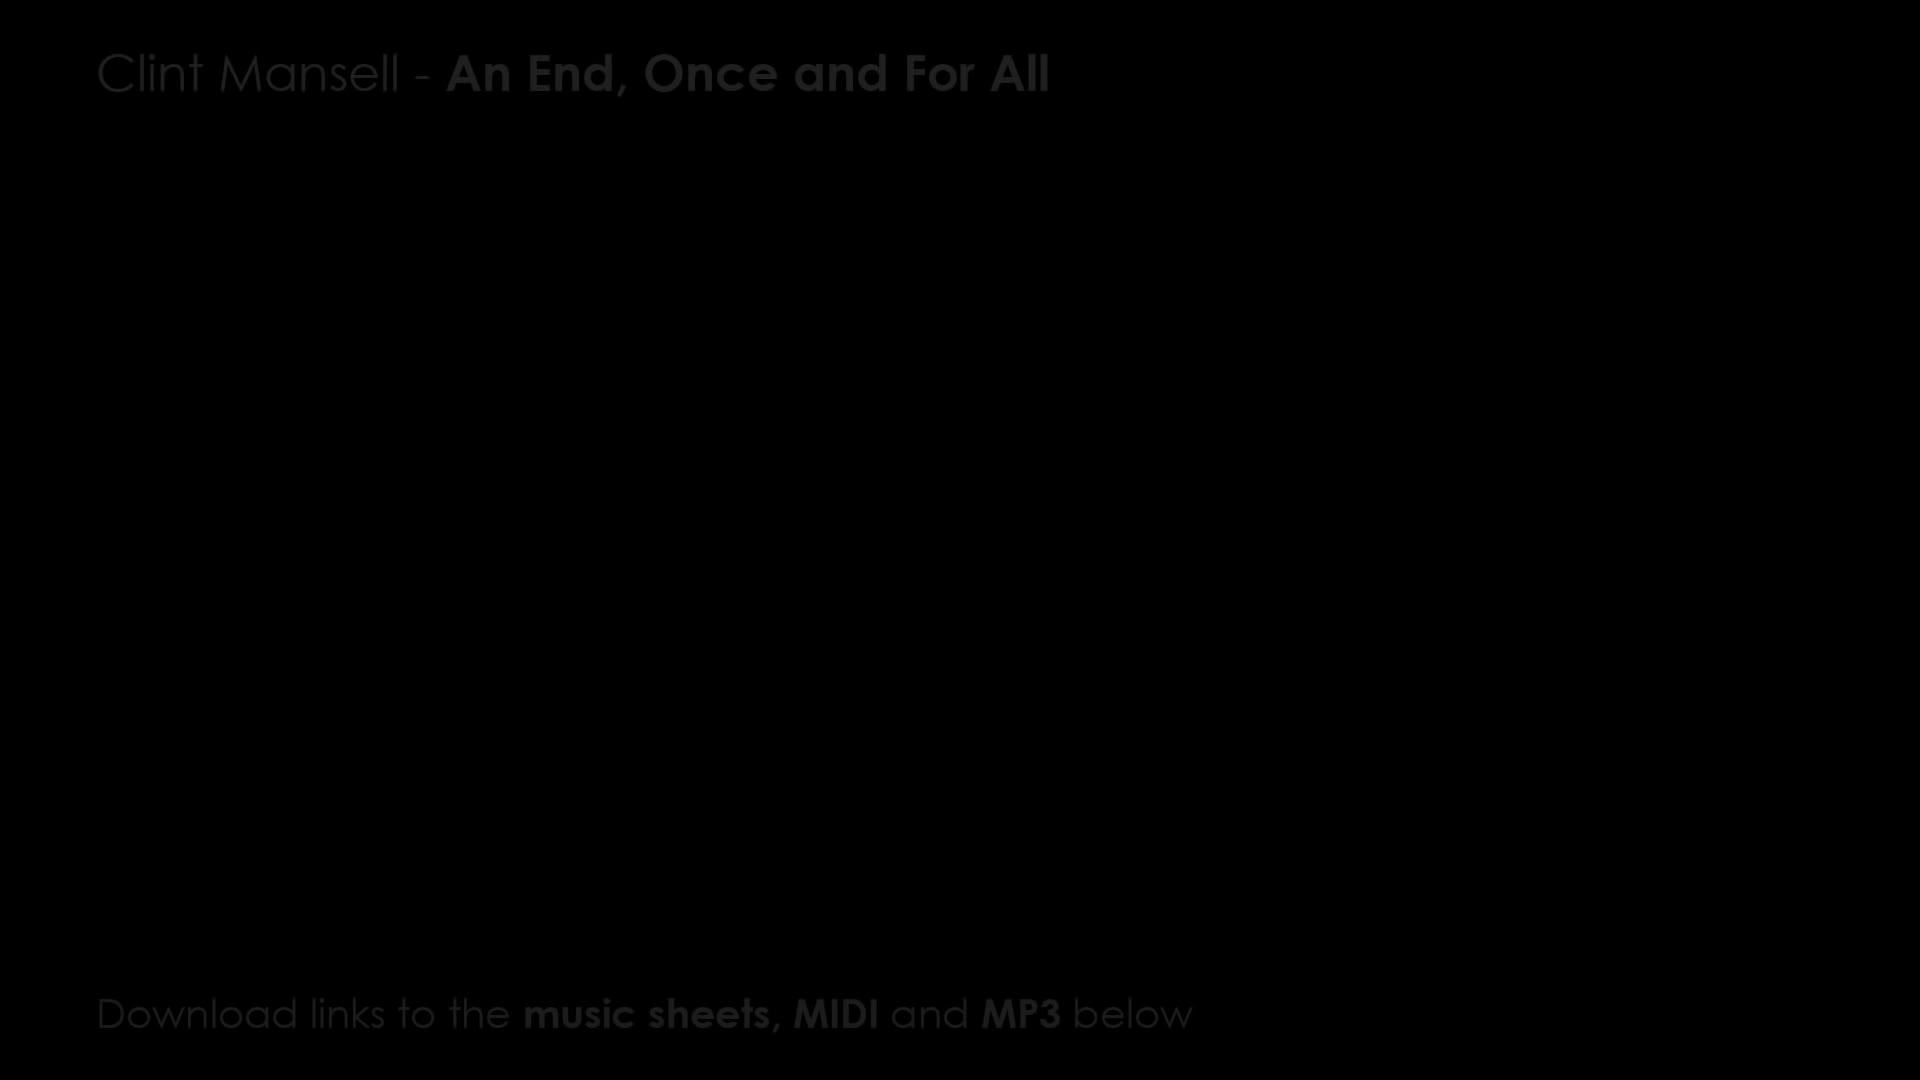 Clint Mansell - An End, Once and For All
Download links to the music sheets, MIDI and MP3 below